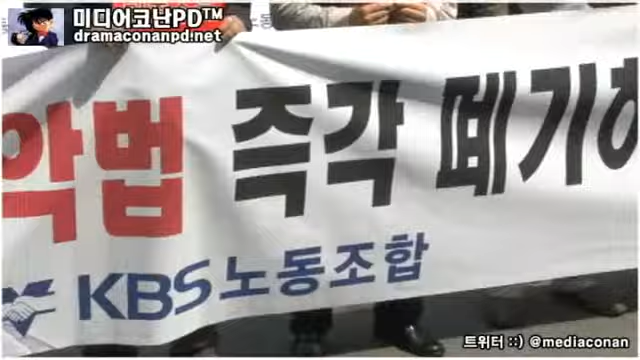 미디어코난PD™
dramaconanpd.net
악법 즉각 폐기하
KBS노동조합
트위터 ::) @mediaconan